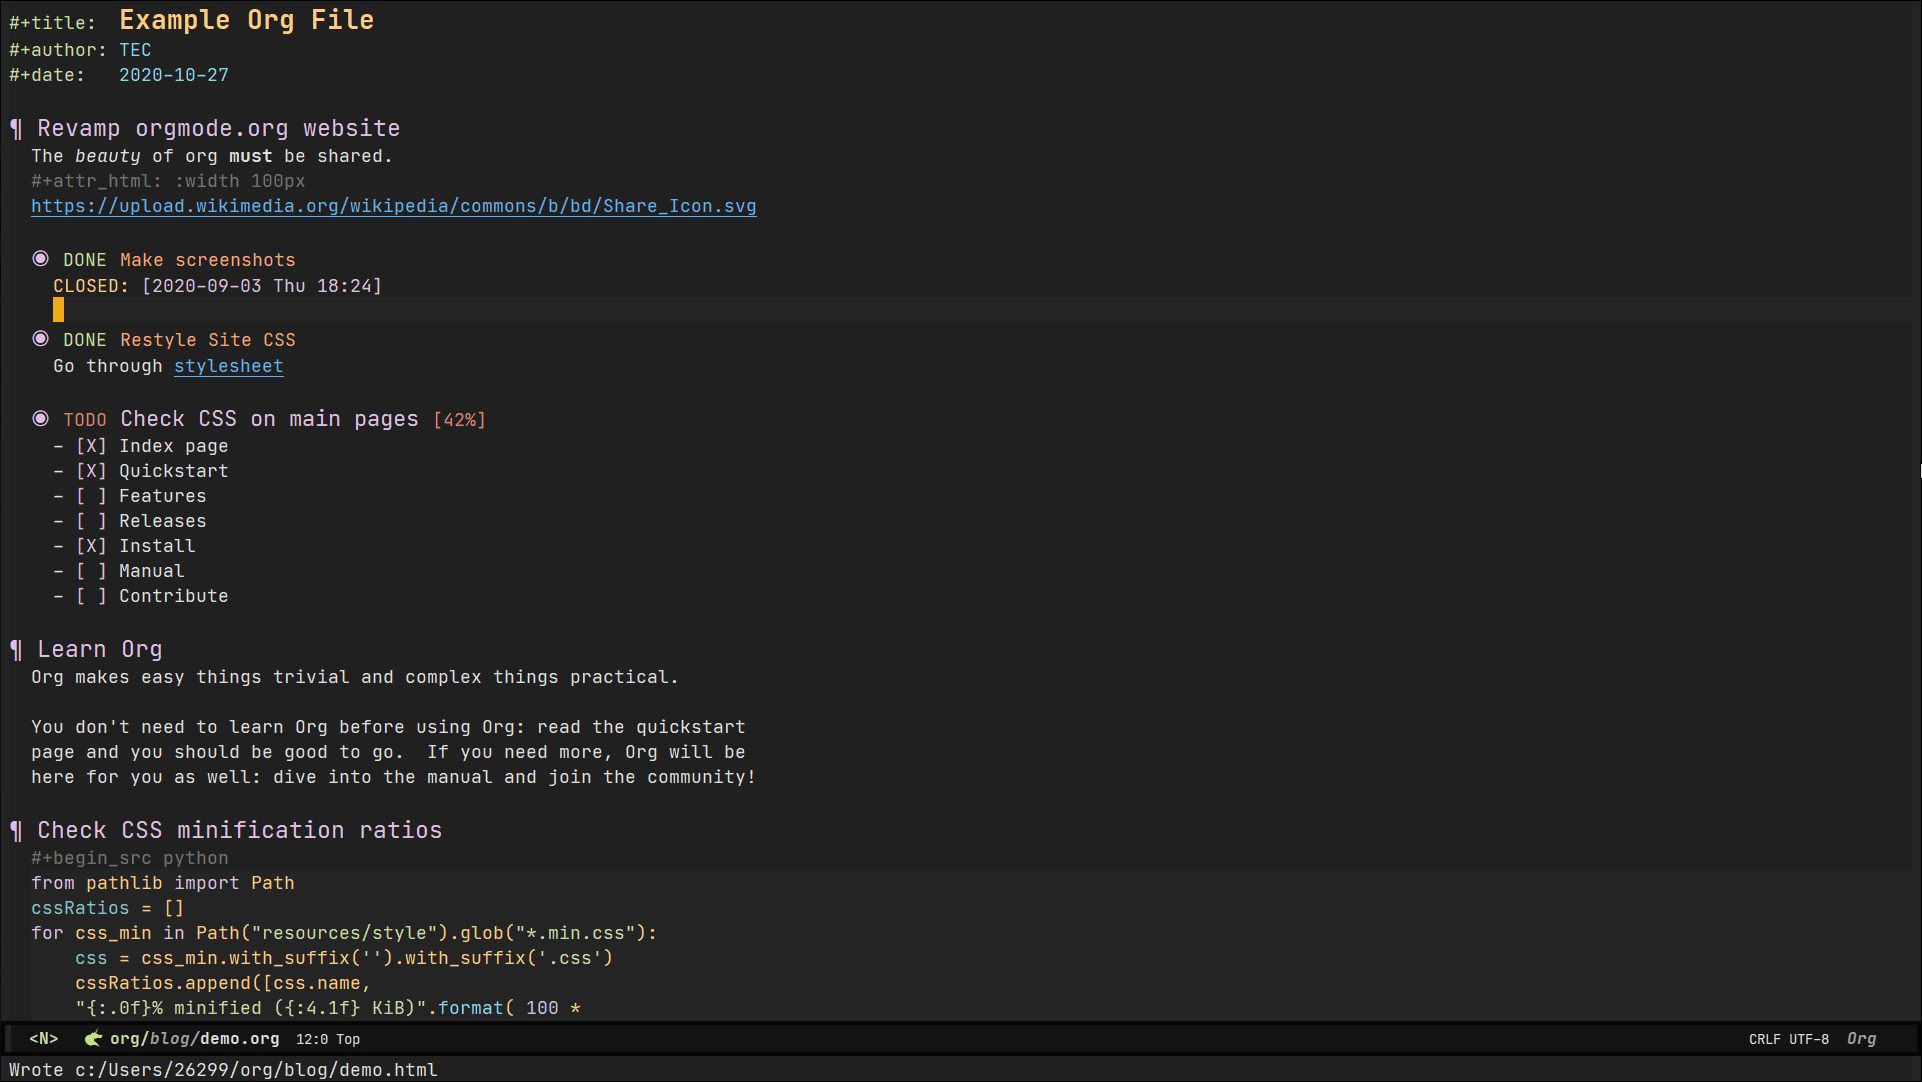 #+title:  Example Org File
#+author: TEC
#+date:   2020-10-27
¶ Revamp orgmode.org website
The beauty of org must be shared.
#+attr_html: :width 100px
https://upload.wikimedia.org/wikipedia/commons/b/bd/Share_Icon.svg
◉ DONE Make screenshots
CLOSED: [2020-09-03 Thu 18:24]
◉ DONE Restyle Site CSS
Go through stylesheet
◉ TODO Check CSS on main pages [42%]
- [X] Index page
- [X] Quickstart
- [ ] Features
- [ ] Releases
- [X] Install
- [ ] Manual
- [ ] Contribute
¶ Learn Org
Org makes easy things trivial and complex things practical.
You don't need to learn Org before using Org: read the quickstart
page and you should be good to go.  If you need more, Org will be
here for you as well: dive into the manual and join the community!
¶ Check CSS minification ratios
#+begin_src python
from pathlib import Path
cssRatios = []
for css_min in Path("resources/style").glob("*.min.css"):
    css = css_min.with_suffix('').with_suffix('.css')
    cssRatios.append([css.name,
    "{:.0f}% minified ({:4.1f} KiB)".format( 100 *
<N> org/blog/demo.org 12:0 Top CRLF UTF-8 Org
Wrote c:/Users/26299/org/blog/demo.html